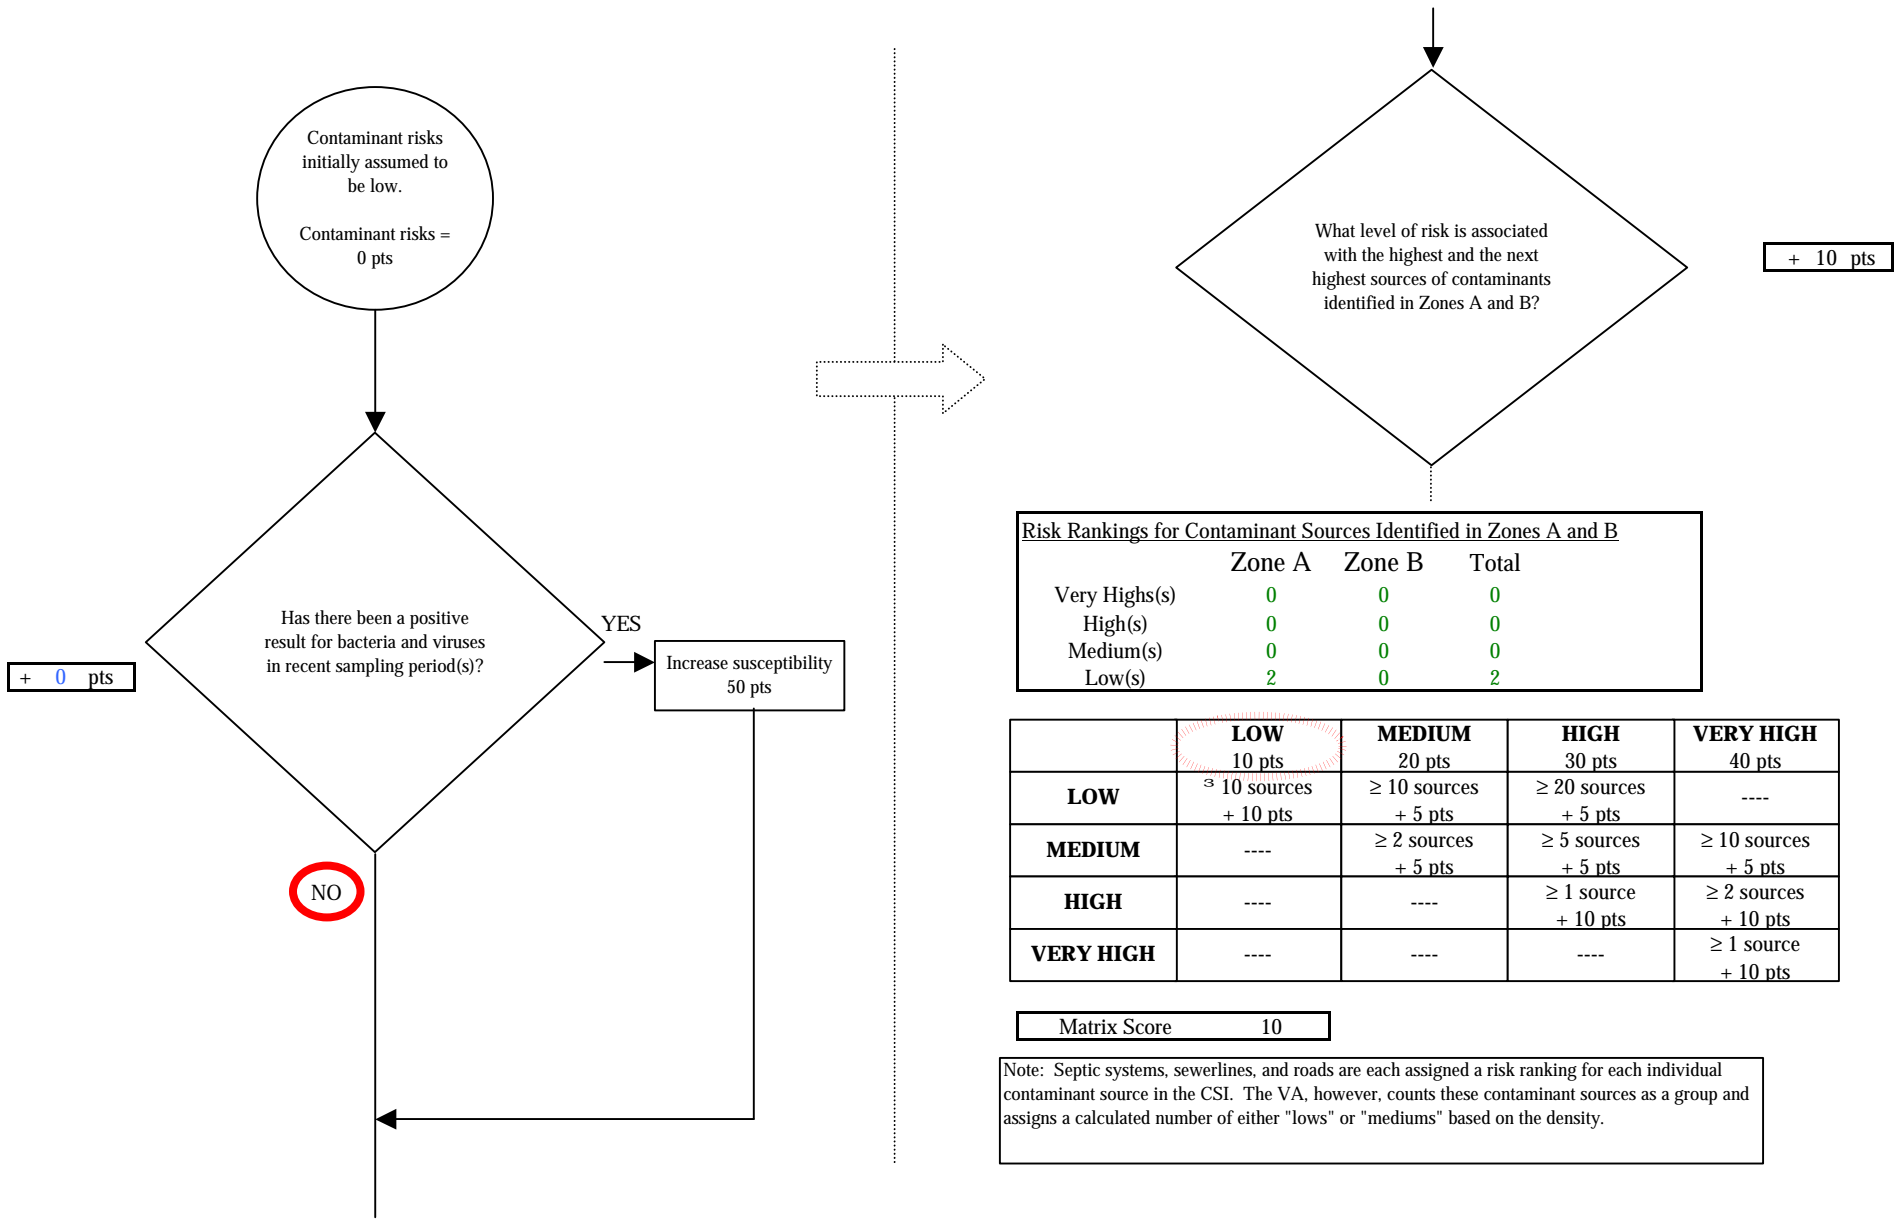 Contaminant risks
initially assumed to
be low.
Contaminant risks =
0 pts
Has there been a positive
result for bacteria and viruses
in recent sampling period(s)?
+ 0 pts
YES
Increase susceptibility
50 pts
NO
What level of risk is associated
with the highest and the next
highest sources of contaminants
identified in Zones A and B?
+ 10 pts
Risk Rankings for Contaminant Sources Identified in Zones A and B
Zone A Zone B Total
Very Highs(s) 0 0 0
High(s) 0 0 0
Medium(s) 0 0 0
Low(s) 2 0 2
LOW MEDIUM HIGH VERY HIGH
10 pts 20 pts 30 pts 40 pts
LOW ³ 10 sources ≥ 10 sources ≥ 20 sources ----
+ 10 pts + 5 pts + 5 pts
MEDIUM ---- ≥ 2 sources ≥ 5 sources ≥ 10 sources
+ 5 pts + 5 pts + 5 pts
HIGH ---- ---- ≥ 1 source ≥ 2 sources
+ 10 pts + 10 pts
VERY HIGH ---- ---- ---- ≥ 1 source
+ 10 pts
Matrix Score 10
Note: Septic systems, sewerlines, and roads are each assigned a risk ranking for each individual
contaminant source in the CSI. The VA, however, counts these contaminant sources as a group and
assigns a calculated number of either "lows" or "mediums" based on the density.